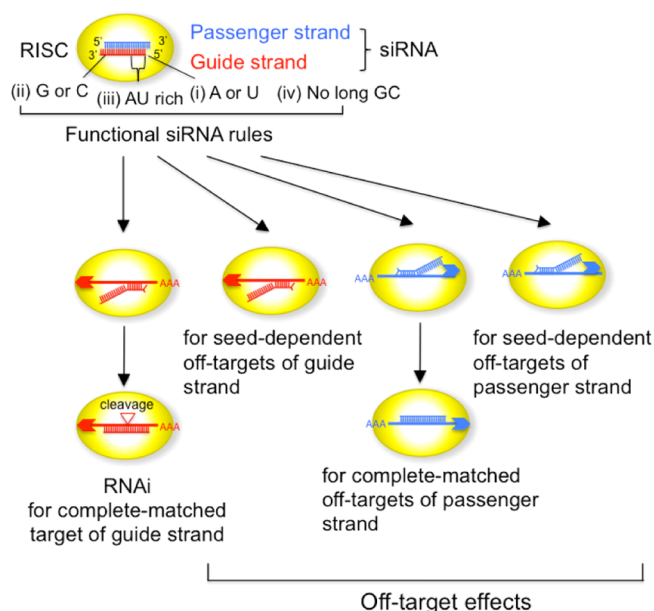 Passenger strand
5' 3'
RISC
siRNA
3' 5'
Guide strand
(ii) G or C (iii) AU rich (i) A or U (iv) No long GC
Functional siRNA rules
AAA
AAA
AAA
AAA
for seed-dependent
off-targets of guide
strand
for seed-dependent
off-targets of
passenger strand
cleavage
AAA
AAA
RNAi
for complete-matched
target of guide strand
for complete-matched
off-targets of passenger
strand
Off-target effects